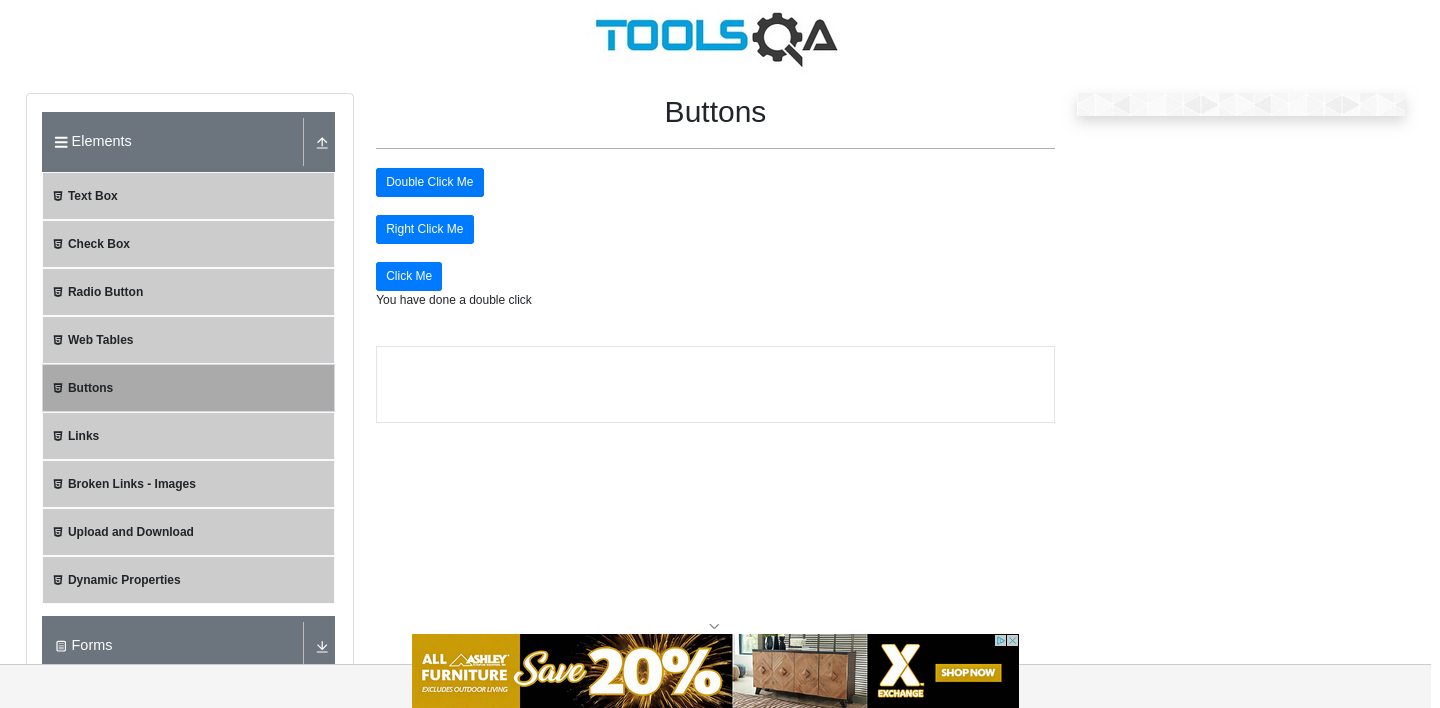 TOOLSQA
Elements
Text Box
Check Box
Radio Button
Web Tables
Buttons
Links
Broken Links - Images
Upload and Download
Dynamic Properties
Forms
Buttons
Double Click Me
Right Click Me
Click Me
You have done a double click
ALL ASHLEY
FURNITURE
EXCLUDES OUTDOOR LIVING
Save 20%
X
EXCHANGE
SHOP NOW